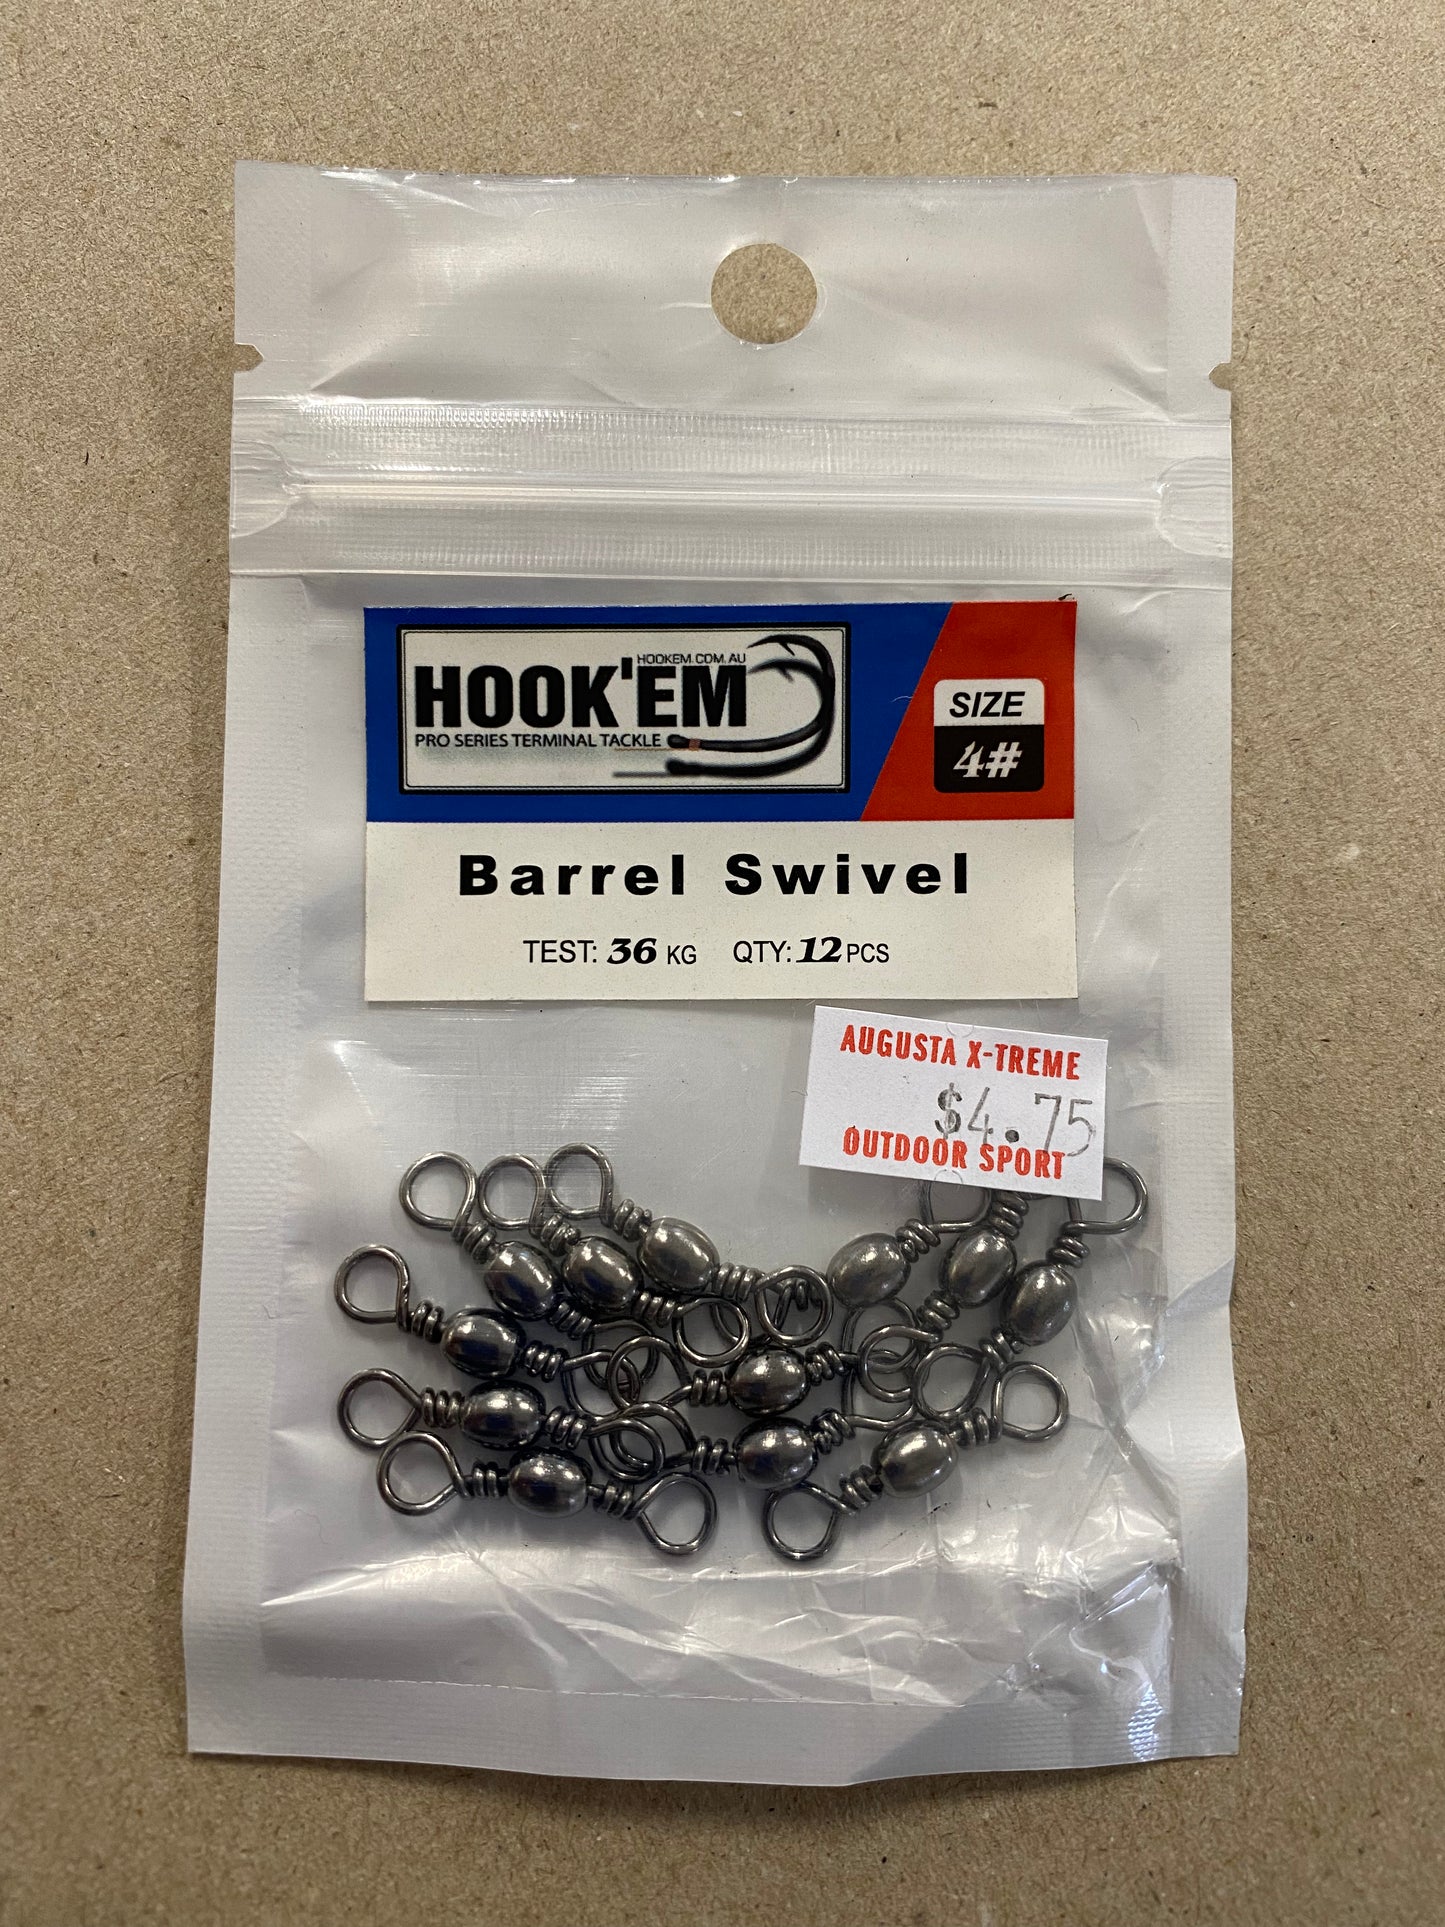 HOOKEM.COM.AU
HOOK'EM
PRO SERIES TERMINAL TACKLE
SIZE
4#
Barrel Swivel
TEST: 36 KG QTY: 12 PCS
AUGUSTA X-TREME
$4.75
OUTDOOR SPORT